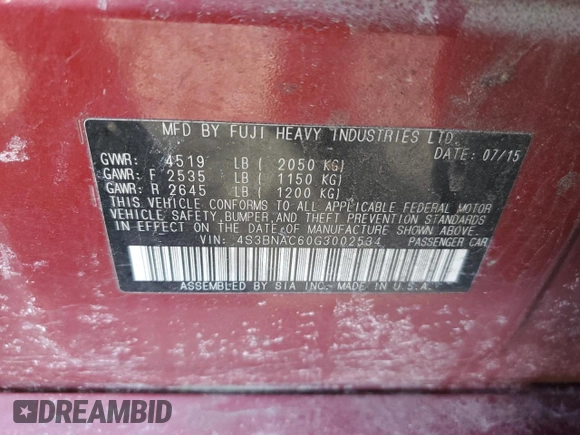 MFD BY FUJI HEAVY INDUSTRIES LTD.
DATE: 07/15
GVWR: 4519 LB ( 2050 KG)
GAWR: F 2535 LB ( 1150 KG)
GAWR: R 2645 LB ( 1200 KG)
THIS VEHICLE CONFORMS TO ALL APPLICABLE FEDERAL MOTOR
VEHICLE SAFETY, BUMPER, AND THEFT PREVENTION STANDARDS
IN EFFECT ON THE DATE OF MANUFACTURE SHOWN ABOVE.
VIN: 4S3BNAC60G3002534 PASSENGER CAR
ASSEMBLED BY SIA INC. MADE IN U.S.A.
DREAMBID